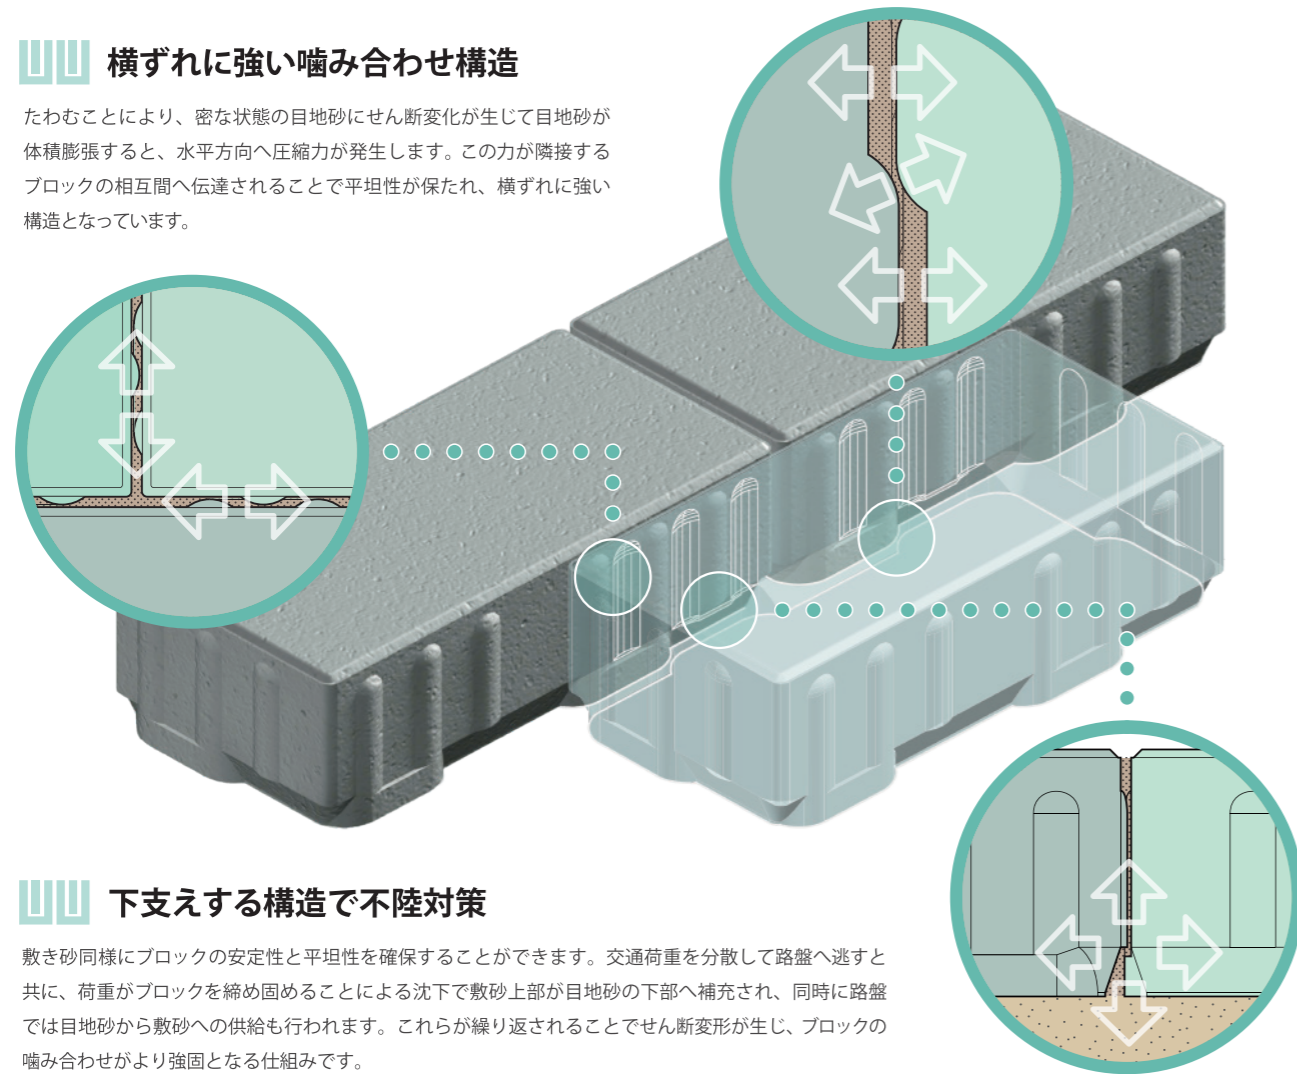 横ずれに強い噛み合わせ構造
たわむことにより、密な状態の目地砂にせん断変化が生じて目地砂が
体積膨張すると、水平方向へ圧縮力が発生します。この力が隣接する
ブロックの相互間へ伝達されることで平坦性が保たれ、横ずれに強い
構造となっています。
下支えする構造で不陸対策
敷き砂同様にブロックの安定性と平坦性を確保することができます。交通荷重を分散して路盤へ逃すと
共に、荷重がブロックを締め固めることによる沈下で敷砂上部が目地砂の下部へ補充され、同時に路盤
では目地砂から敷砂への供給も行われます。これらが繰り返されることでせん断変形が生じ、ブロックの
噛み合わせがより強固となる仕組みです。